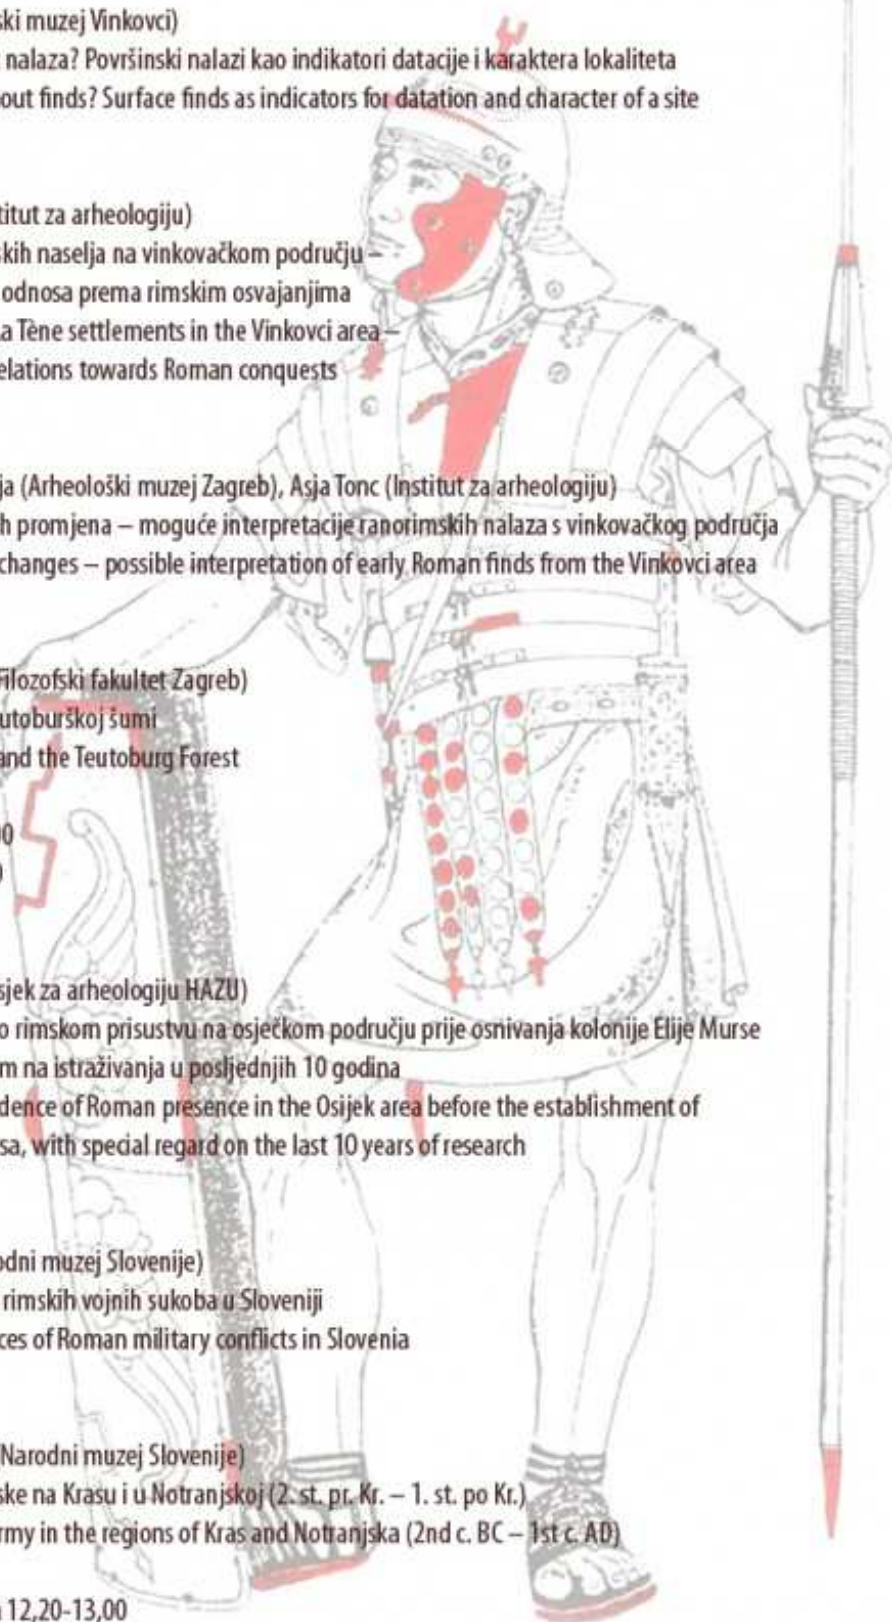 ski muzej Vinkovci)
nalaza? Površinski nalazi kao indikatori datacije i karaktera lokaliteta
out finds? Surface finds as indicators for datation and character of a site
titut za arheologiju)
skih naselja na vinkovačkom području –
odnosa prema rimskim osvajanjima
a Tène settlements in the Vinkovci area –
elations towards Roman conquests
ja (Arheološki muzej Zagreb), Asja Tonc (Institut za arheologiju)
h promjena – moguće interpretacije ranorimskih nalaza s vinkovačkog područja
changes – possible interpretation of early Roman finds from the Vinkovci area
Filozofski fakultet Zagreb)
utoburškoj šumi
and the Teutoburg Forest
00
0
sjek za arheologiju HAZU)
o rimskom prisustvu na osječkom području prije osnivanja kolonije Elije Murse
m na istraživanja u posljednjih 10 godina
dence of Roman presence in the Osijek area before the establishment of
sa, with special regard on the last 10 years of research
odni muzej Slovenije)
rimskih vojnih sukoba u Sloveniji
ces of Roman military conflicts in Slovenia
Narodni muzej Slovenije)
ske na Krasu i u Notranjskoj (2. st. pr. Kr. – 1. st. po Kr.)
rmy in the regions of Kras and Notranjska (2nd c. BC – 1st c. AD)
12,20-13,00